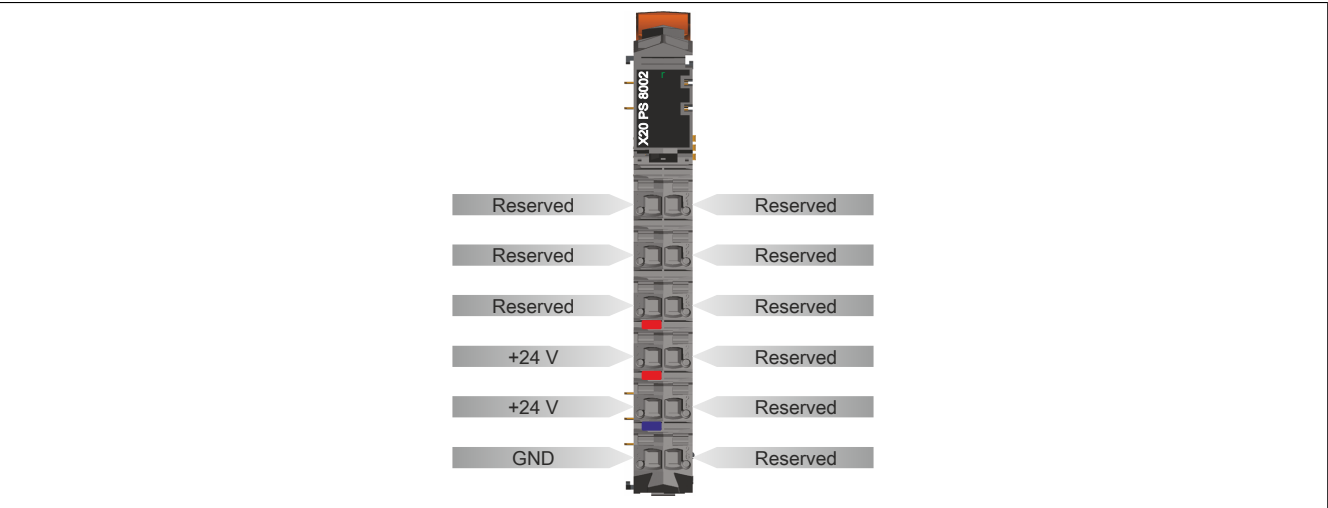 X20 PS 8002
r
Reserved Reserved
Reserved Reserved
Reserved Reserved
+24 V Reserved
+24 V Reserved
GND Reserved